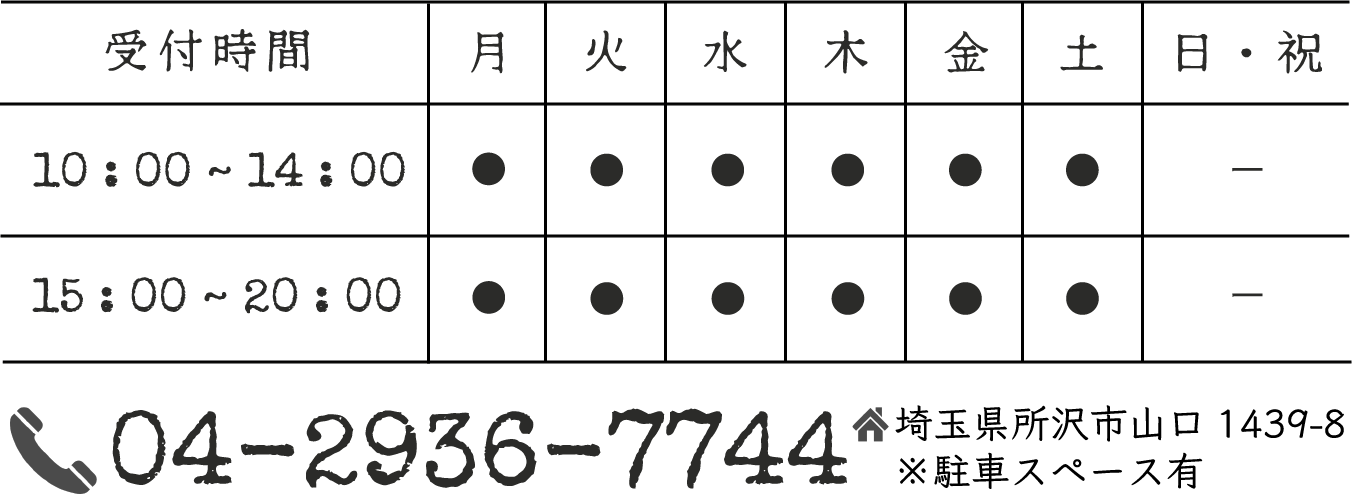 受付時間 月 火 水 木 金 土 日・祝
10:00~14:00 ● ● ● ● ● ● −
15:00~20:00 ● ● ● ● ● ● −
04-2936-7744
埼玉県所沢市山口 1439-8
※駐車スペース有